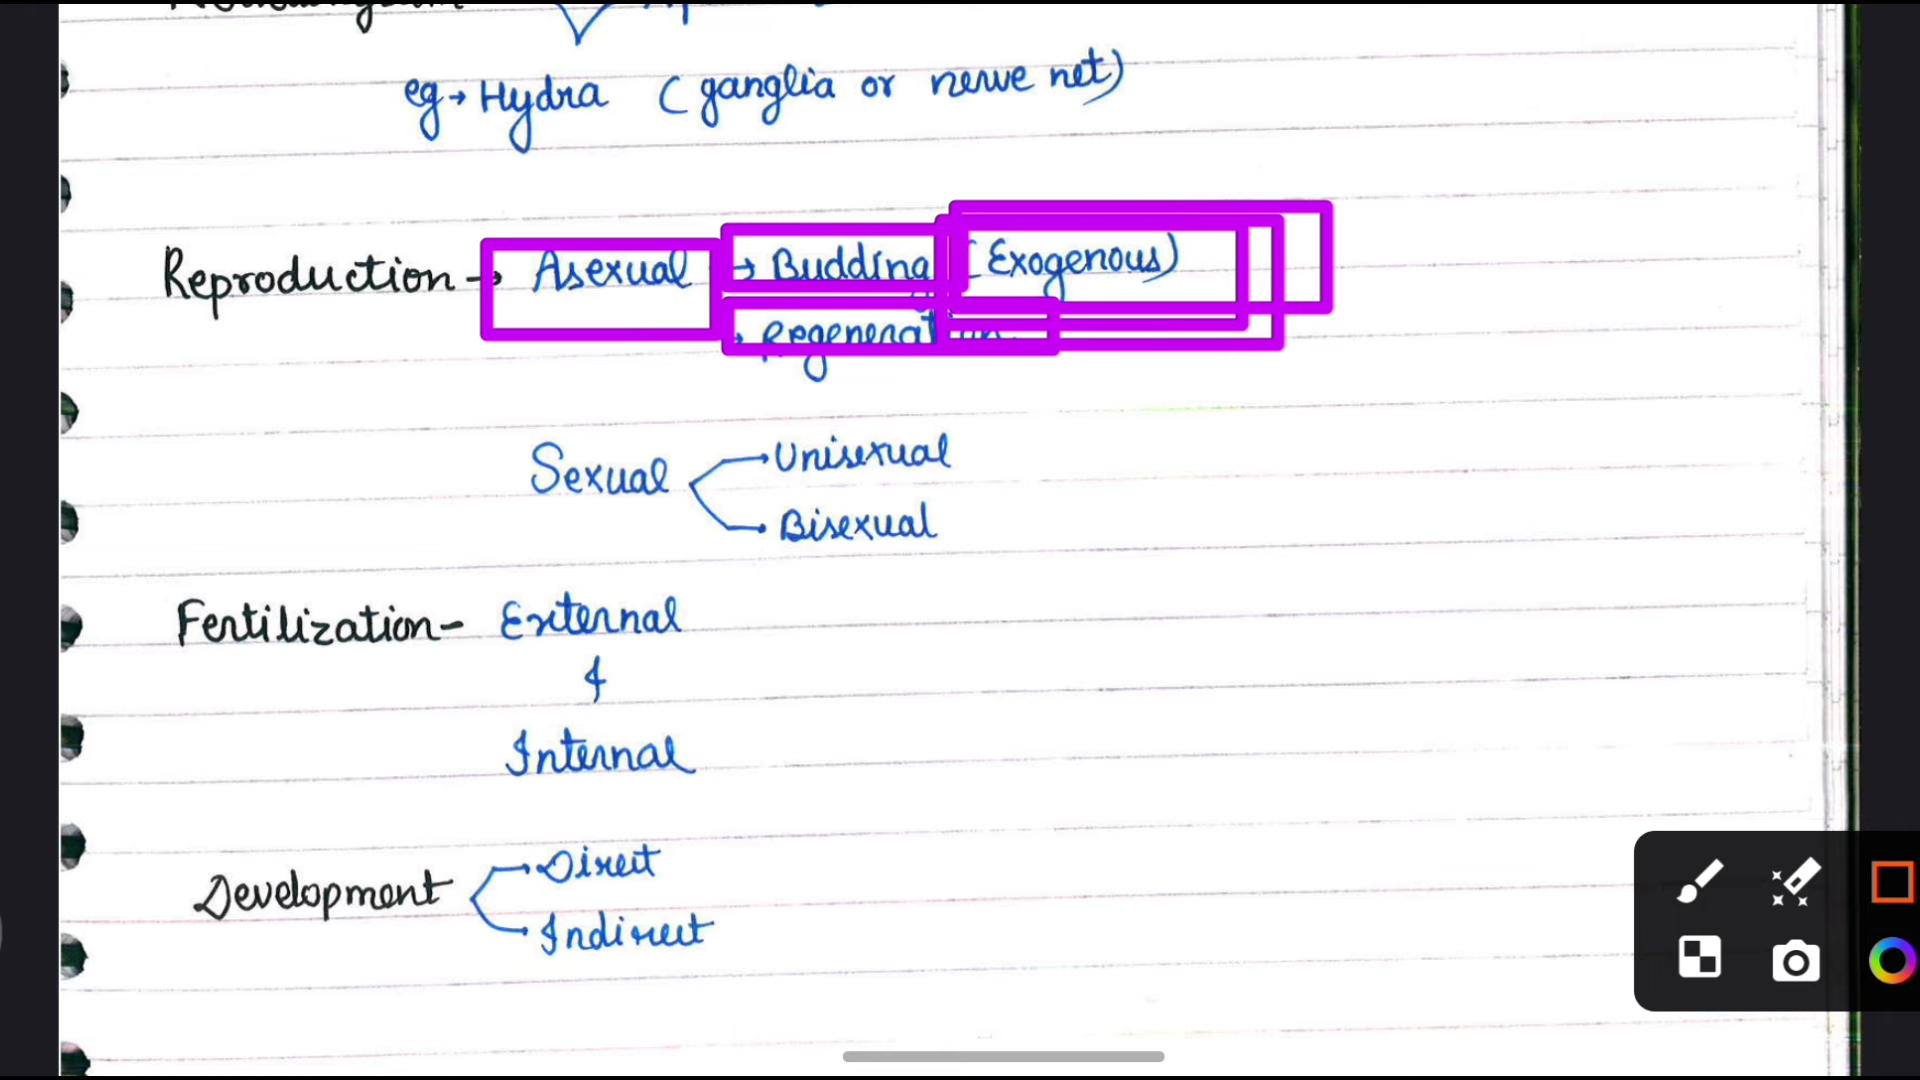 eg → Hydra (ganglia or nerve net)
Reproduction → Asexual → Budding (Exogenous)
→ Regeneration.
Sexual → Unisexual
→ Bisexual
Fertilization - External
&
Internal
Development → Direct
→ Indirect